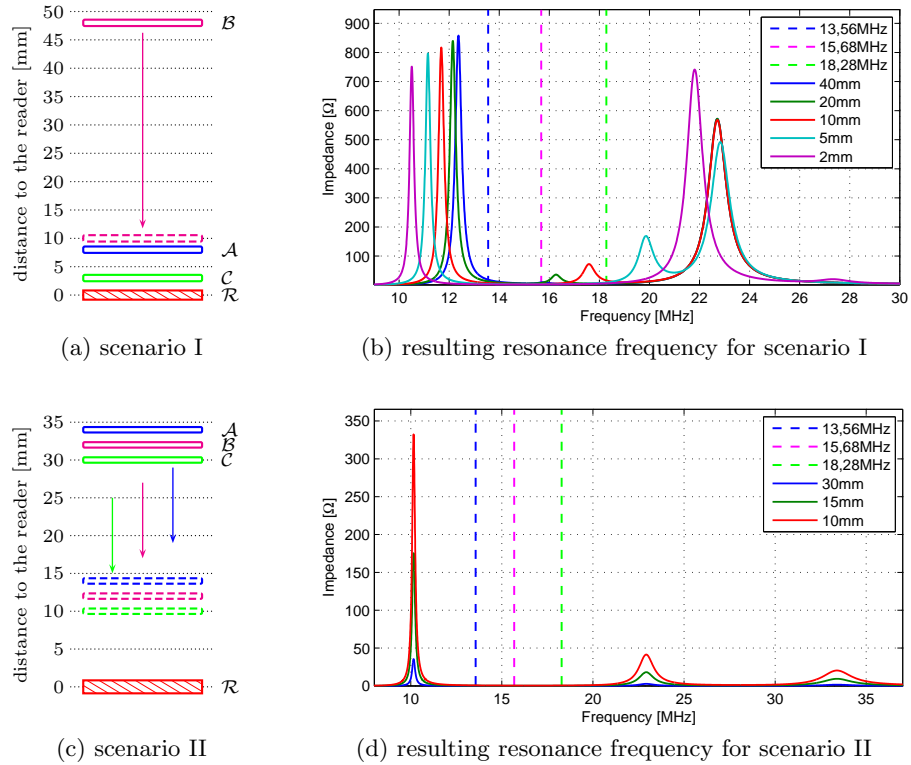 distance to the reader [mm]
50
45
40
35
30
25
20
15
10
5
0
B
A
C
R
(a) scenario I
Impedance [Ω]
900
800
700
600
500
400
300
200
100
10 12 14 16 18 20 22 24 26 28 30
Frequency [MHz]
13,56MHz
15,68MHz
18,28MHz
40mm
20mm
10mm
5mm
2mm
(b) resulting resonance frequency for scenario I
distance to the reader [mm]
35
30
25
20
15
10
5
0
A
B
C
R
(c) scenario II
Impedance [Ω]
350
300
250
200
150
100
50
0
10 15 20 25 30 35
Frequency [MHz]
13,56MHz
15,68MHz
18,28MHz
30mm
15mm
10mm
(d) resulting resonance frequency for scenario II